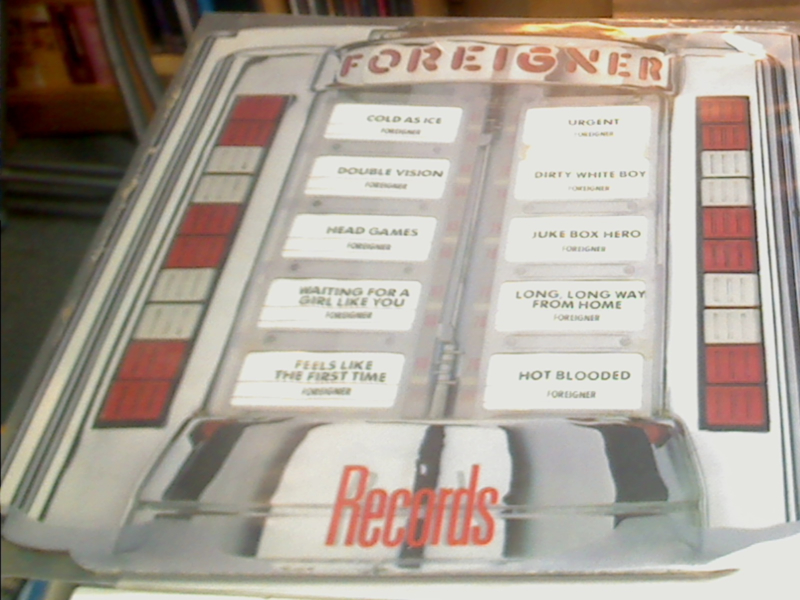 FOREIGNER
COLD AS ICE
FOREIGNER
DOUBLE VISION
FOREIGNER
HEAD GAMES
FOREIGNER
WAITING FOR A
GIRL LIKE YOU
FOREIGNER
FEELS LIKE
THE FIRST TIME
FOREIGNER
URGENT
FOREIGNER
DIRTY WHITE BOY
FOREIGNER
JUKE BOX HERO
FOREIGNER
LONG, LONG WAY
FROM HOME
FOREIGNER
HOT BLOODED
FOREIGNER
Records